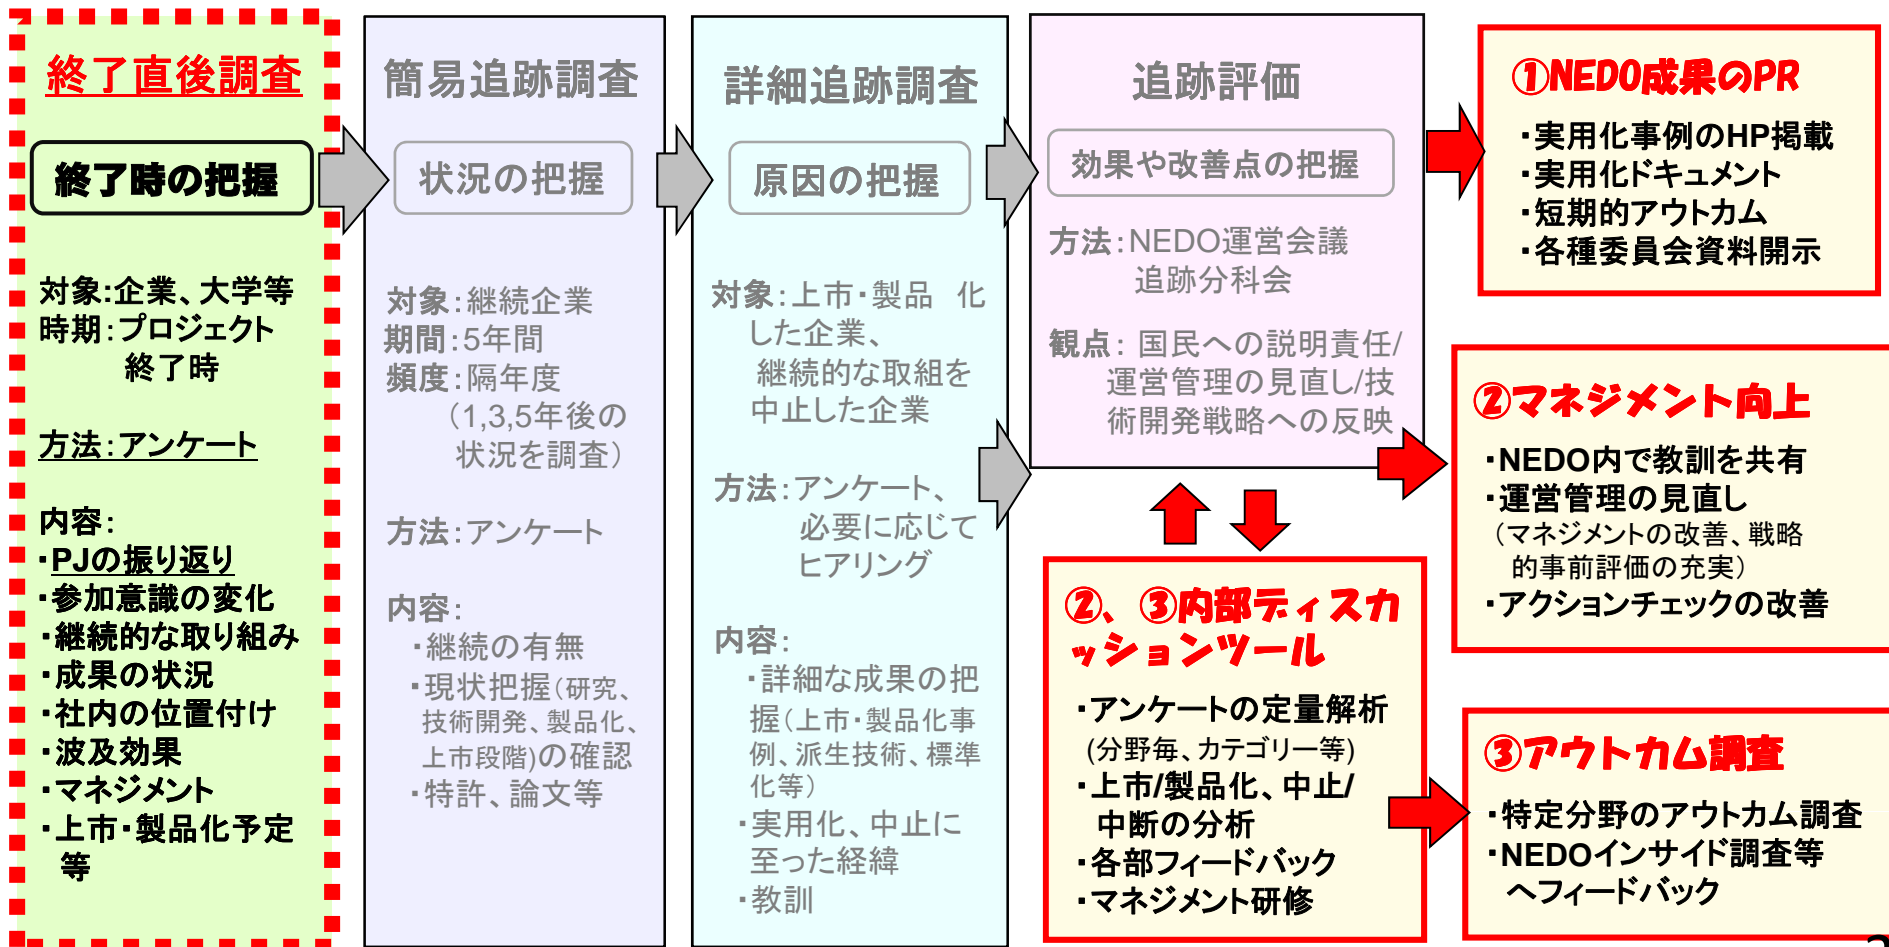 終了直後調査
終了時の把握
対象:企業、大学等
時期:プロジェクト
終了時
方法:アンケート
内容:
・PJの振り返り
・参加意識の変化
・継続的な取り組み
・成果の状況
・社内の位置付け
・波及効果
・マネジメント
・上市・製品化予定
等
簡易追跡調査
状況の把握
対象:継続企業
期間:5年間
頻度:隔年度
(1,3,5年後の
状況を調査)
方法:アンケート
内容:
・継続の有無
・現状把握(研究、
技術開発、製品化、
上市段階)の確認
・特許、論文等
詳細追跡調査
原因の把握
対象:上市・製品 化
した企業、
継続的な取組を
中止した企業
方法:アンケート、
必要に応じて
ヒアリング
内容:
・詳細な成果の把
握(上市・製品化事
例、派生技術、標準
化等)
・実用化、中止に
至った経緯
・教訓
追跡評価
効果や改善点の把握
方法:NEDO運営会議
追跡分科会
観点: 国民への説明責任/
運営管理の見直し/技
術開発戦略への反映
②、③内部ディスカ
ッションツール
・アンケートの定量解析
(分野毎、カテゴリー等)
・上市/製品化、中止/
中断の分析
・各部フィードバック
・マネジメント研修
①NEDO成果のPR
・実用化事例のHP掲載
・実用化ドキュメント
・短期的アウトカム
・各種委員会資料開示
②マネジメント向上
・NEDO内で教訓を共有
・運営管理の見直し
(マネジメントの改善、戦略
的事前評価の充実)
・アクションチェックの改善
③アウトカム調査
・特定分野のアウトカム調査
・NEDOインサイド調査等
へフィードバック